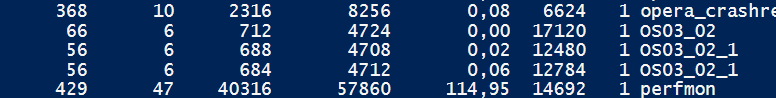 368 10 2316 8256 0,08 6624 1 opera_crashre
66 6 712 4724 0,00 17120 1 OS03_02
56 6 688 4708 0,02 12480 1 OS03_02_1
56 6 684 4712 0,06 12784 1 OS03_02_1
429 47 40316 57860 114,95 14692 1 perfmon